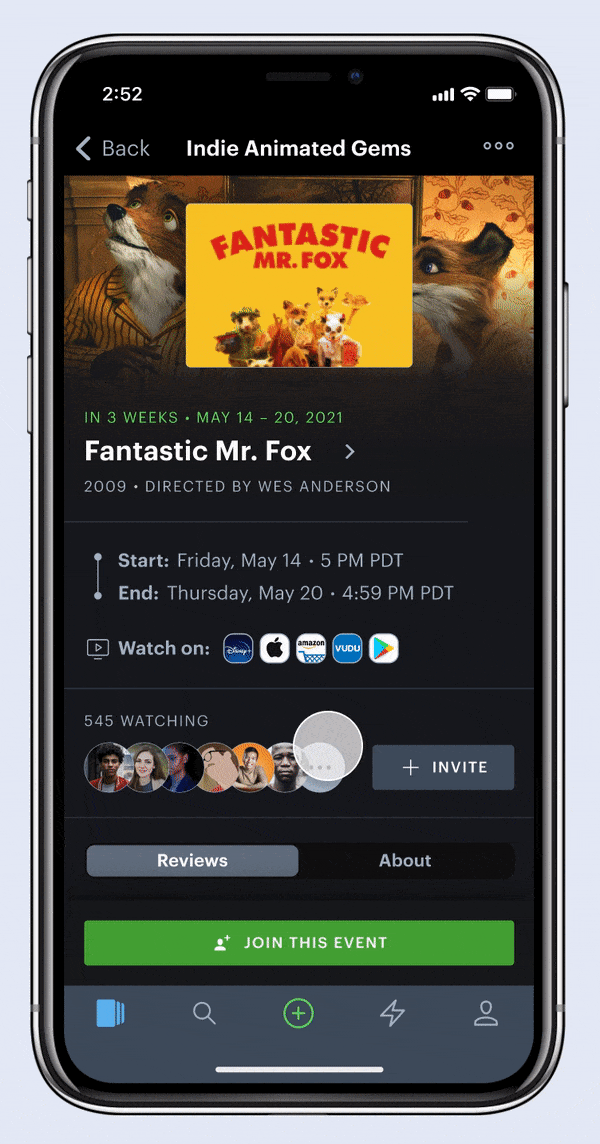 2:52
Back
Indie Animated Gems
FANTASTIC
MR. FOX
IN 3 WEEKS • MAY 14 – 20, 2021
Fantastic Mr. Fox
2009 • DIRECTED BY WES ANDERSON
Start: Friday, May 14 • 5 PM PDT
End: Thursday, May 20 • 4:59 PM PDT
Watch on: Disney+ amazon VUDU
545 WATCHING
INVITE
Reviews
About
JOIN THIS EVENT